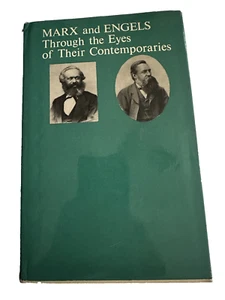 MARX and ENGELS
Through the Eyes
of Their Contemporaries